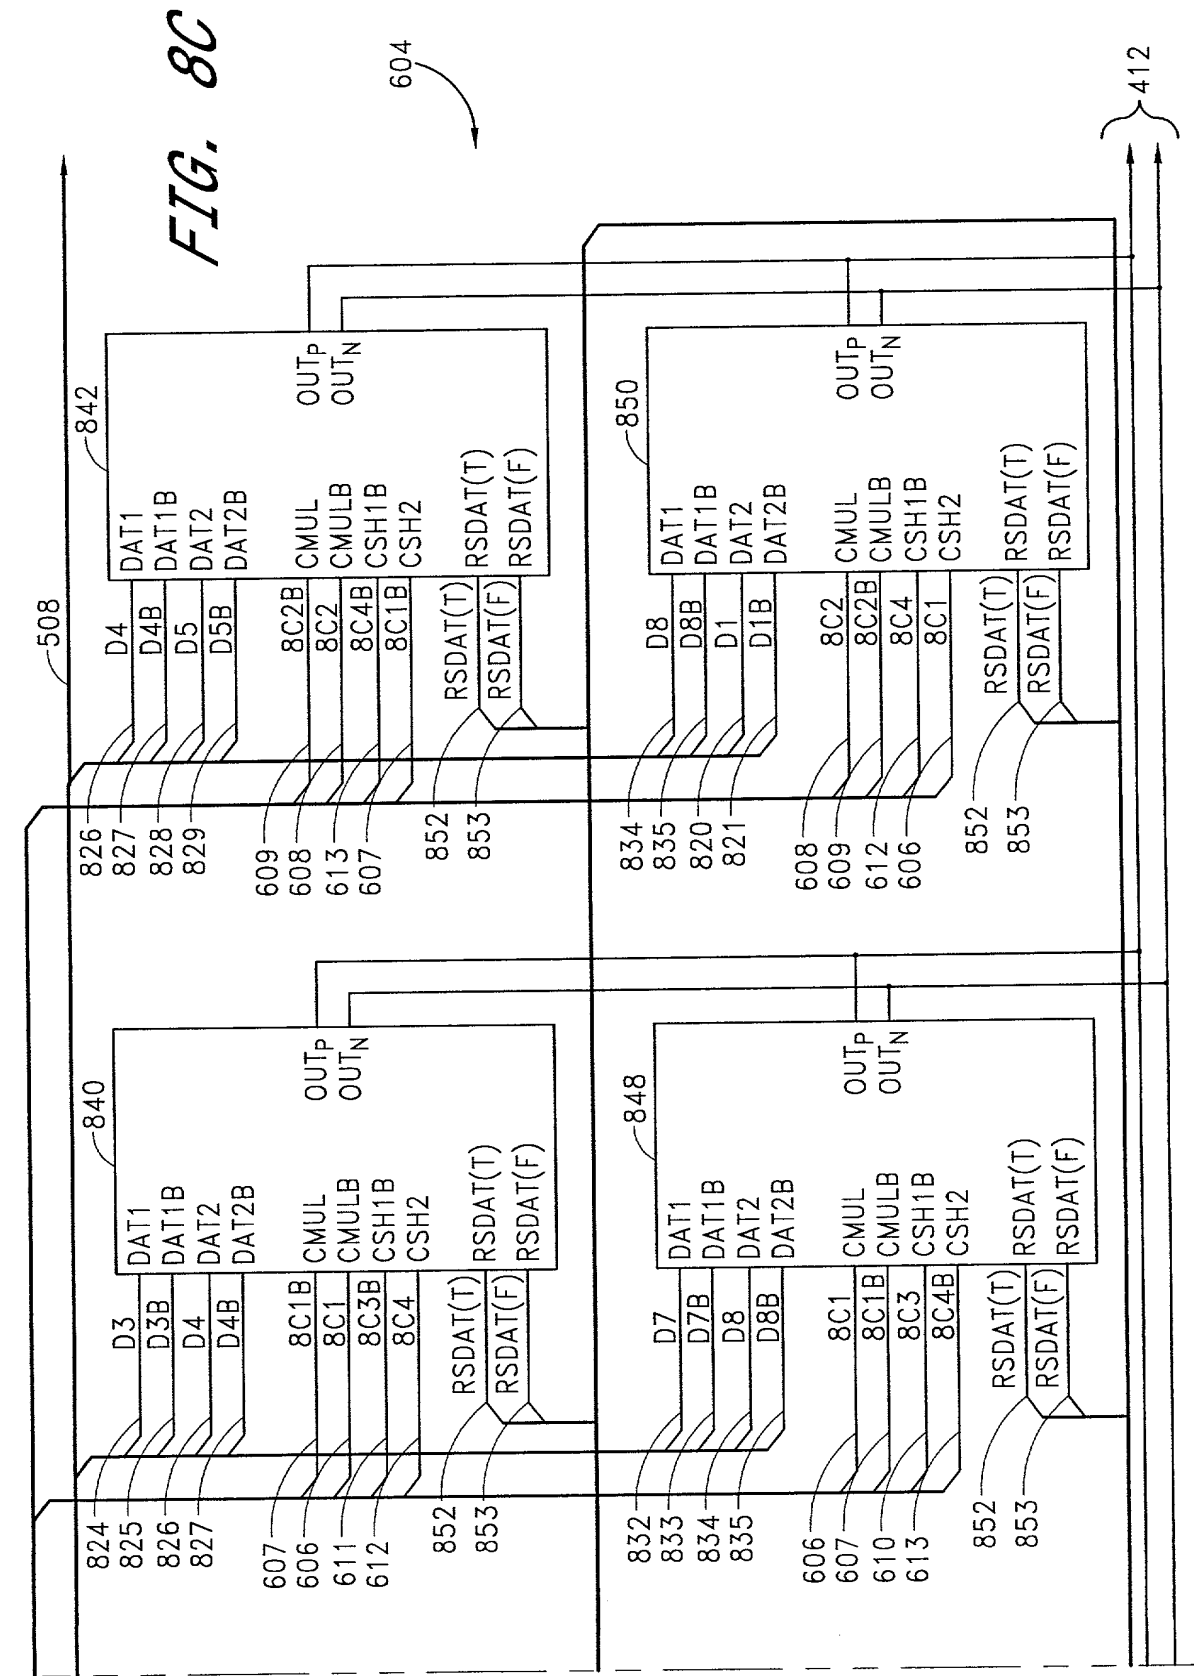 FIG. 8C
604
508
412
842
DAT1
DAT1B
DAT2
DAT2B
CMUL
CMULB
CSH1B
CSH2
RSDAT(T)
RSDAT(F)
OUTP
OUTN
D4
D4B
D5
D5B
8C2B
8C2
8C4B
8C1B
RSDAT(T)
RSDAT(F)
826
827
828
829
609
608
613
607
852
853
850
DAT1
DAT1B
DAT2
DAT2B
CMUL
CMULB
CSH1B
CSH2
RSDAT(T)
RSDAT(F)
OUTP
OUTN
D8
D8B
D1
D1B
8C2
8C2B
8C4
8C1
RSDAT(T)
RSDAT(F)
834
835
820
821
608
609
612
606
852
853
840
DAT1
DAT1B
DAT2
DAT2B
CMUL
CMULB
CSH1B
CSH2
RSDAT(T)
RSDAT(F)
OUTP
OUTN
D3
D3B
D4
D4B
8C1B
8C1
8C3B
8C4
RSDAT(T)
RSDAT(F)
824
825
826
827
607
606
611
612
852
853
848
DAT1
DAT1B
DAT2
DAT2B
CMUL
CMULB
CSH1B
CSH2
RSDAT(T)
RSDAT(F)
OUTP
OUTN
D7
D7B
D8
D8B
8C1
8C1B
8C3
8C4B
RSDAT(T)
RSDAT(F)
832
833
834
835
606
607
610
613
852
853